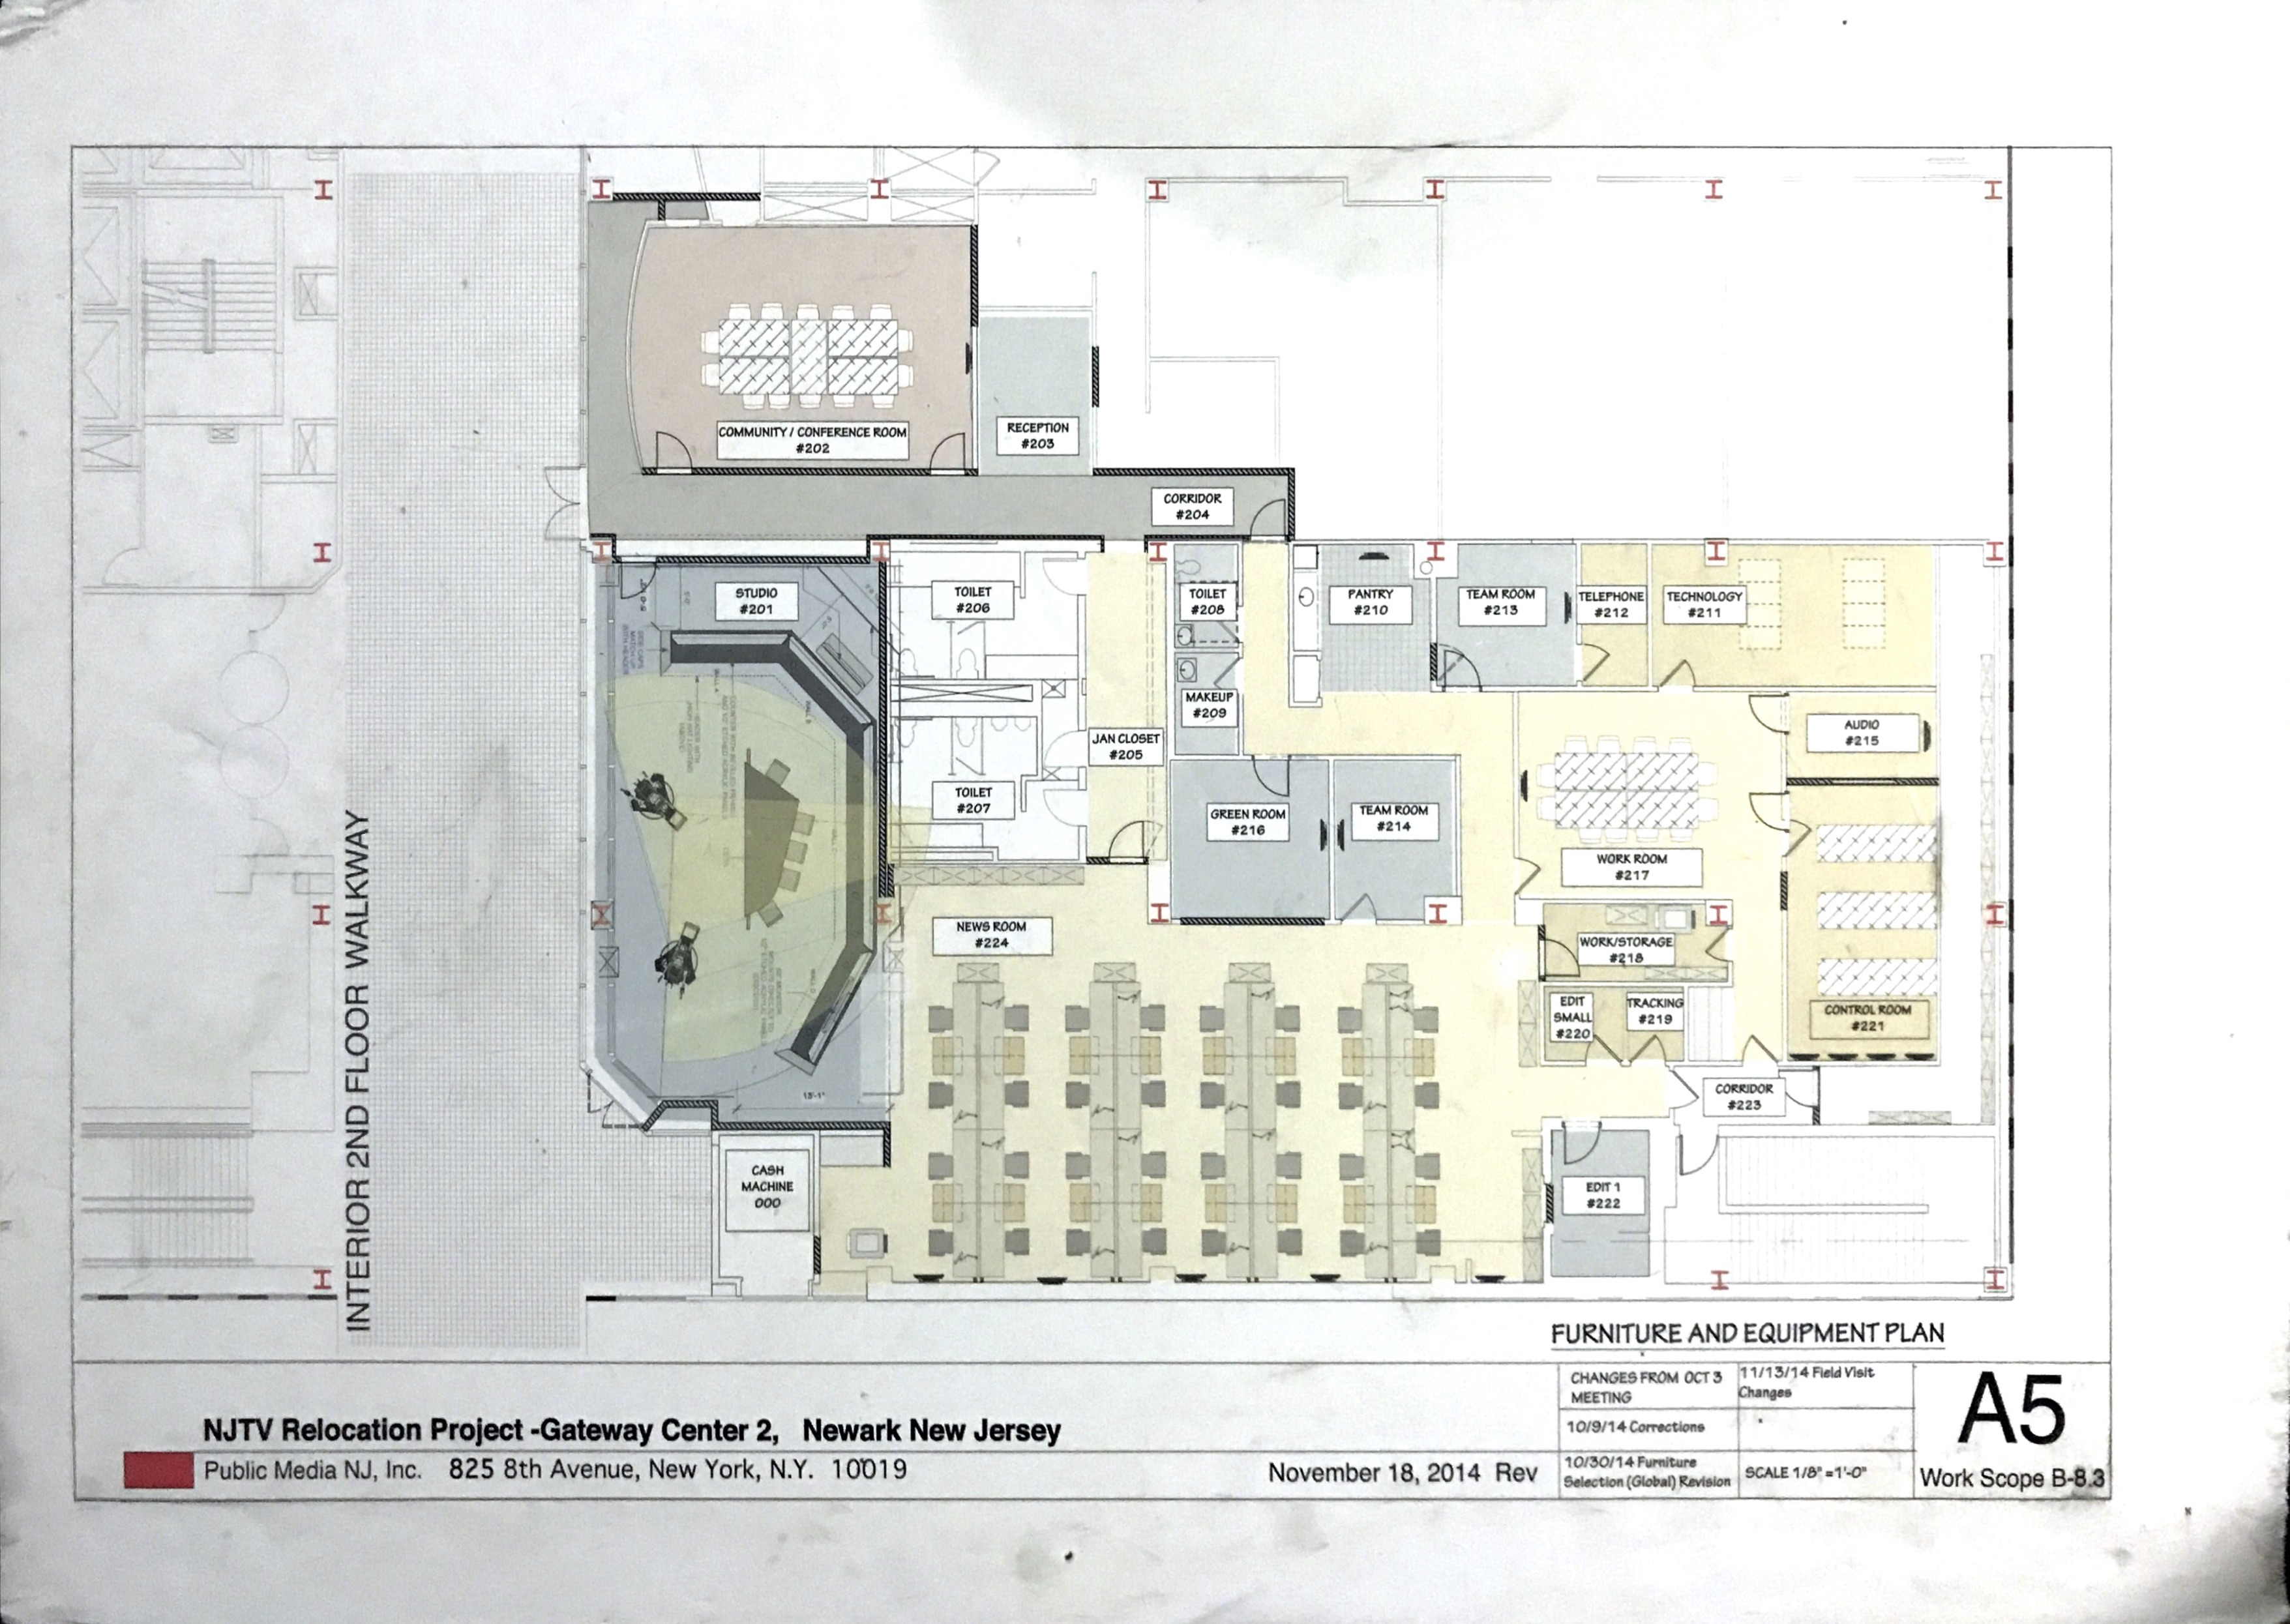 COMMUNITY / CONFERENCE ROOM
#202
RECEPTION
#203
CORRIDOR
#204
STUDIO
#201
TOILET
#206
TOILET
#208
PANTRY
#210
TEAM ROOM
#213
TELEPHONE
#212
TECHNOLOGY
#211
MAKEUP
#209
JAN CLOSET
#205
AUDIO
#215
TOILET
#207
GREEN ROOM
#216
TEAM ROOM
#214
WORK ROOM
#217
NEWS ROOM
#224
WORK/STORAGE
#218
EDIT
SMALL
#220
TRACKING
#219
CONTROL ROOM
#221
CORRIDOR
#223
13'-1"
CASH
MACHINE
000
EDIT 1
#222
INTERIOR 2ND FLOOR WALKWAY
FURNITURE AND EQUIPMENT PLAN
NJTV Relocation Project -Gateway Center 2, Newark New Jersey
Public Media NJ, Inc. 825 8th Avenue, New York, N.Y. 10019
November 18, 2014 Rev
CHANGES FROM OCT 3
MEETING
11/13/14 Field Visit
Changes
10/9/14 Corrections
10/30/14 Furniture
Selection (Global) Revision
SCALE 1/8" =1'-0"
A5
Work Scope B-8.3